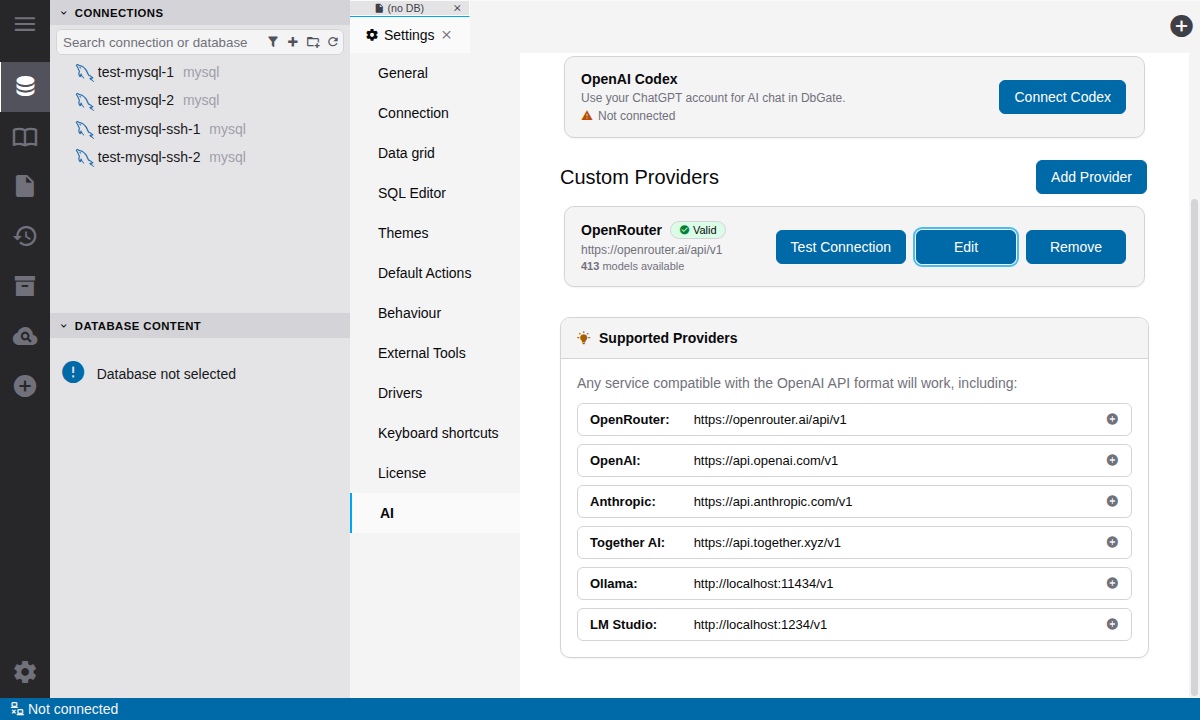 CONNECTIONS
Search connection or database
test-mysql-1 mysql
test-mysql-2 mysql
test-mysql-ssh-1 mysql
test-mysql-ssh-2 mysql
DATABASE CONTENT
Database not selected
(no DB)
Settings
General
Connection
Data grid
SQL Editor
Themes
Default Actions
Behaviour
External Tools
Drivers
Keyboard shortcuts
License
AI
OpenAI Codex
Use your ChatGPT account for AI chat in DbGate.
Not connected
Connect Codex
Custom Providers
Add Provider
OpenRouter Valid
https://openrouter.ai/api/v1
413 models available
Test Connection
Edit
Remove
Supported Providers
Any service compatible with the OpenAI API format will work, including:
OpenRouter: https://openrouter.ai/api/v1
OpenAI: https://api.openai.com/v1
Anthropic: https://api.anthropic.com/v1
Together AI: https://api.together.xyz/v1
Ollama: http://localhost:11434/v1
LM Studio: http://localhost:1234/v1
Not connected